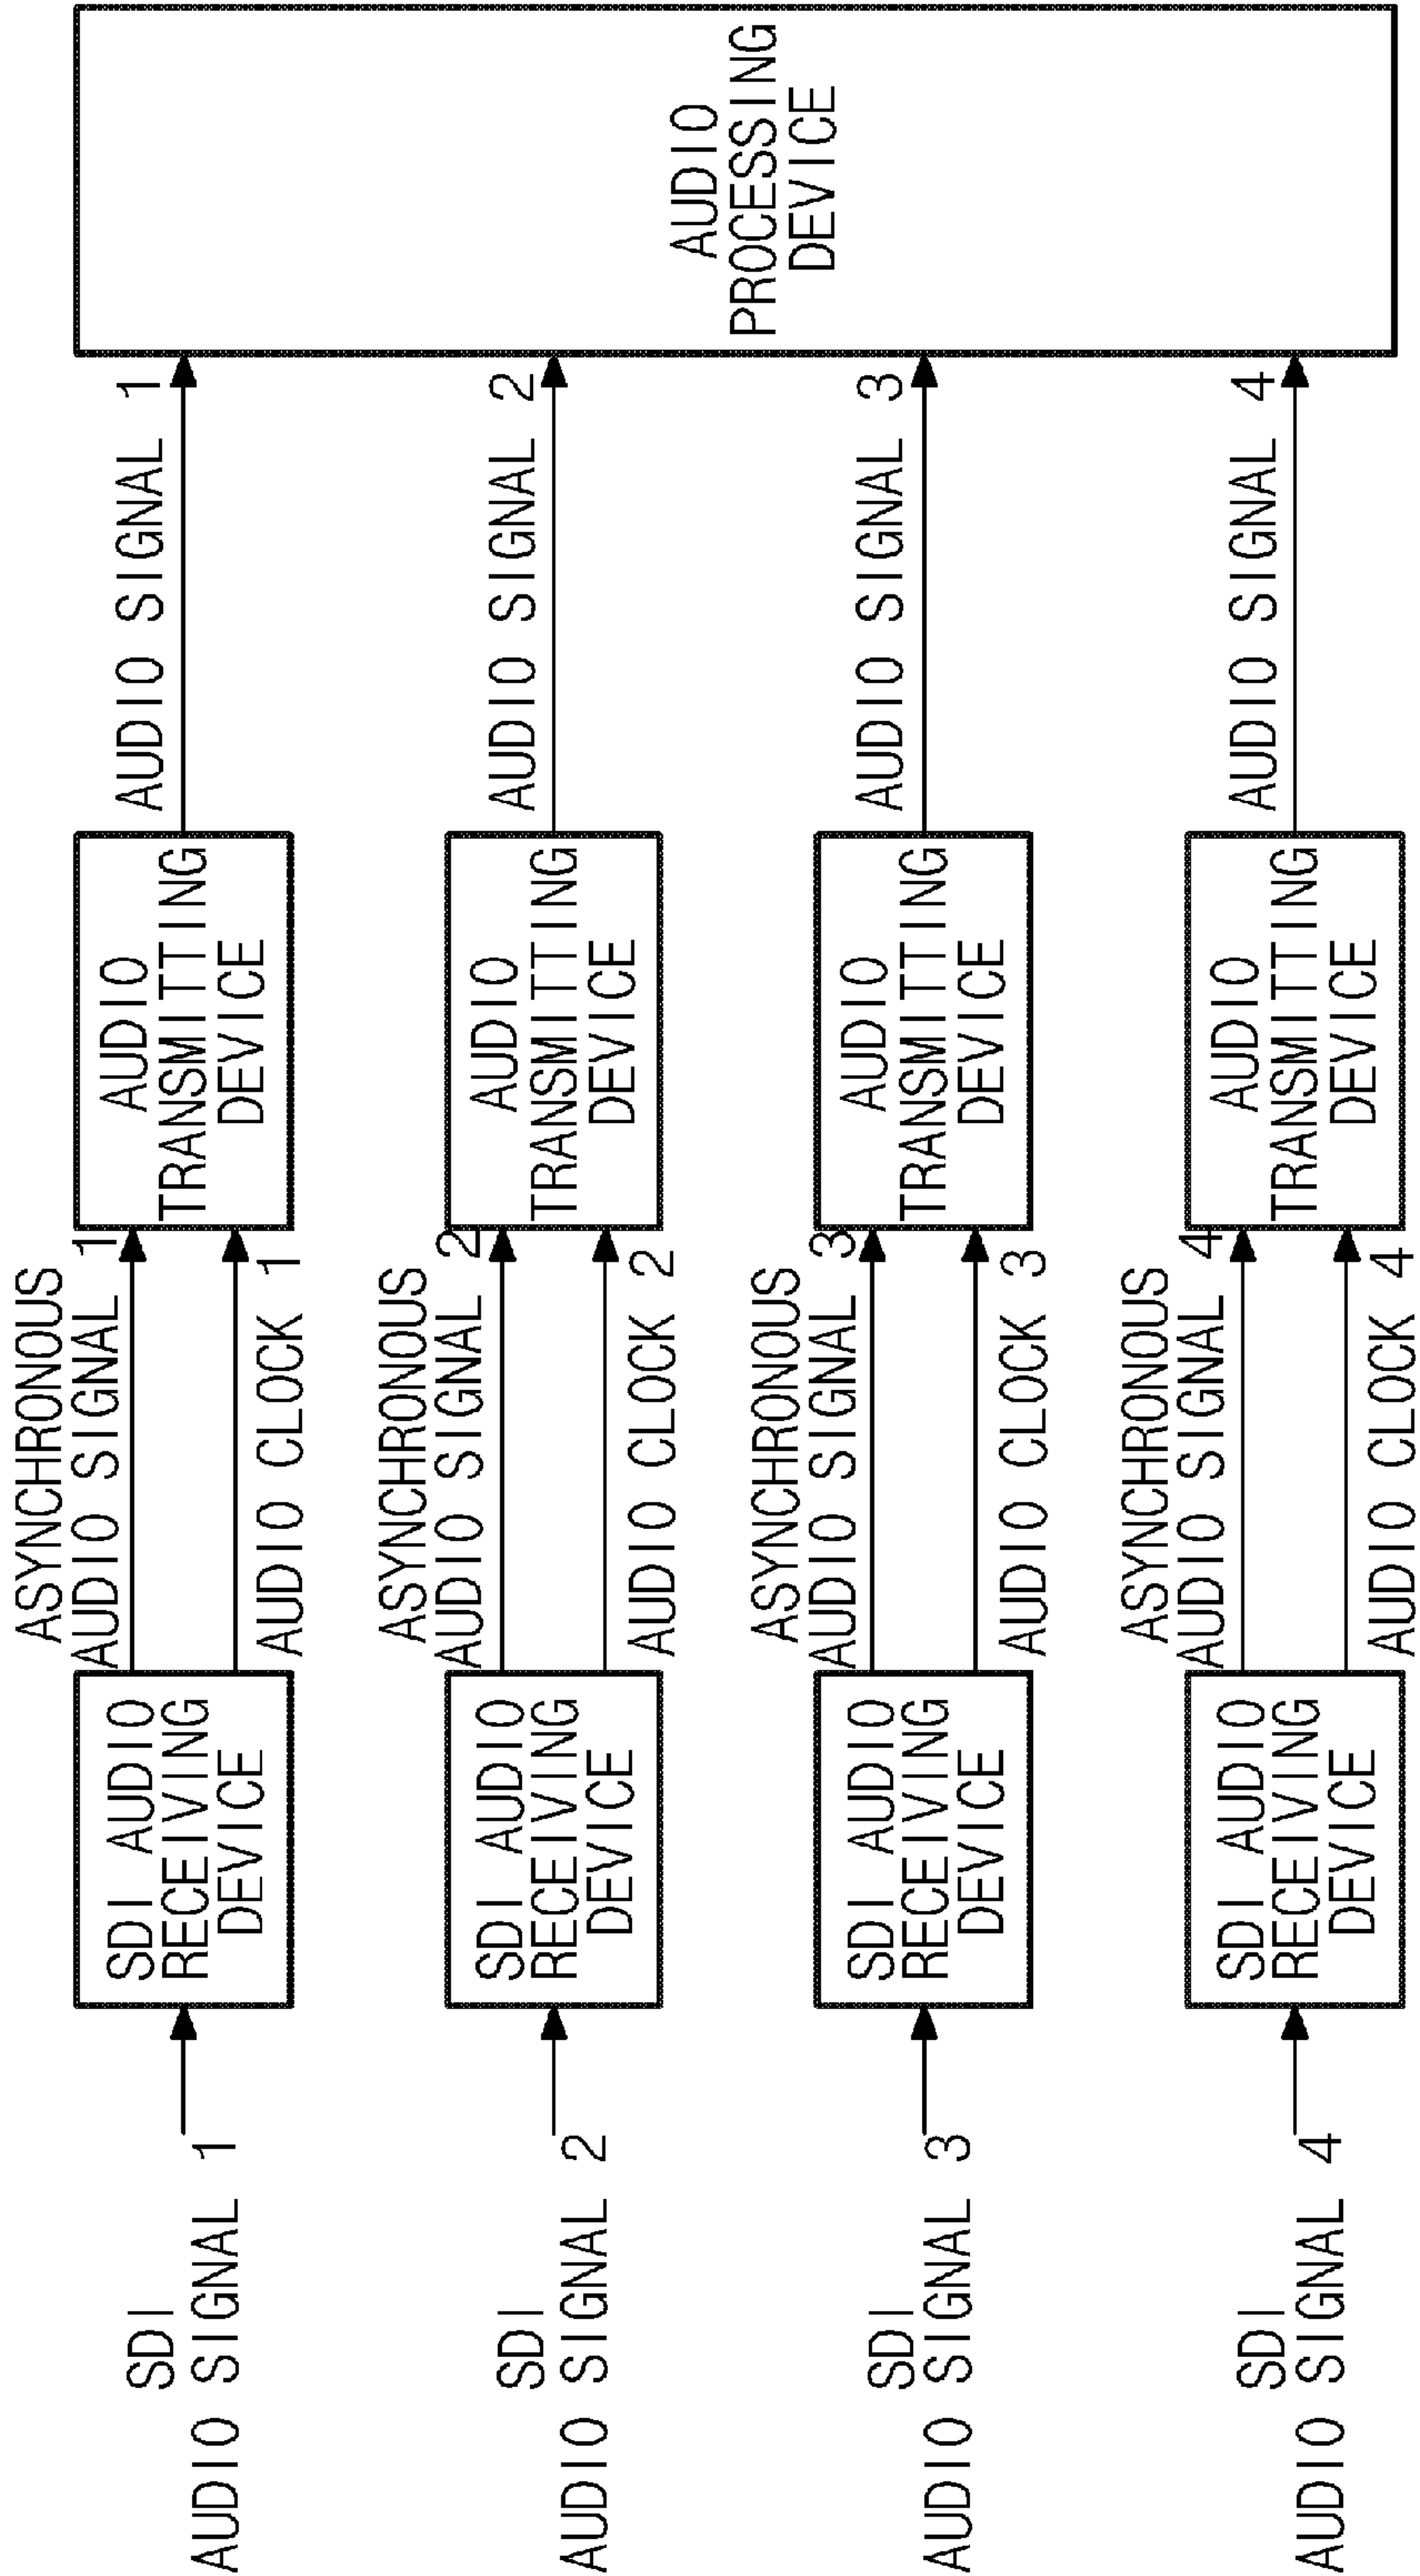 SDI
AUDIO SIGNAL 1
SDI AUDIO
RECEIVING
DEVICE
ASYNCHRONOUS
AUDIO SIGNAL 1
AUDIO CLOCK 1
AUDIO
TRANSMITTING
DEVICE
AUDIO SIGNAL 1
SDI
AUDIO SIGNAL 2
SDI AUDIO
RECEIVING
DEVICE
ASYNCHRONOUS
AUDIO SIGNAL 2
AUDIO CLOCK 2
AUDIO
TRANSMITTING
DEVICE
AUDIO SIGNAL 2
SDI
AUDIO SIGNAL 3
SDI AUDIO
RECEIVING
DEVICE
ASYNCHRONOUS
AUDIO SIGNAL 3
AUDIO CLOCK 3
AUDIO
TRANSMITTING
DEVICE
AUDIO SIGNAL 3
SDI
AUDIO SIGNAL 4
SDI AUDIO
RECEIVING
DEVICE
ASYNCHRONOUS
AUDIO SIGNAL 4
AUDIO CLOCK 4
AUDIO
TRANSMITTING
DEVICE
AUDIO SIGNAL 4
AUDIO
PROCESSING
DEVICE